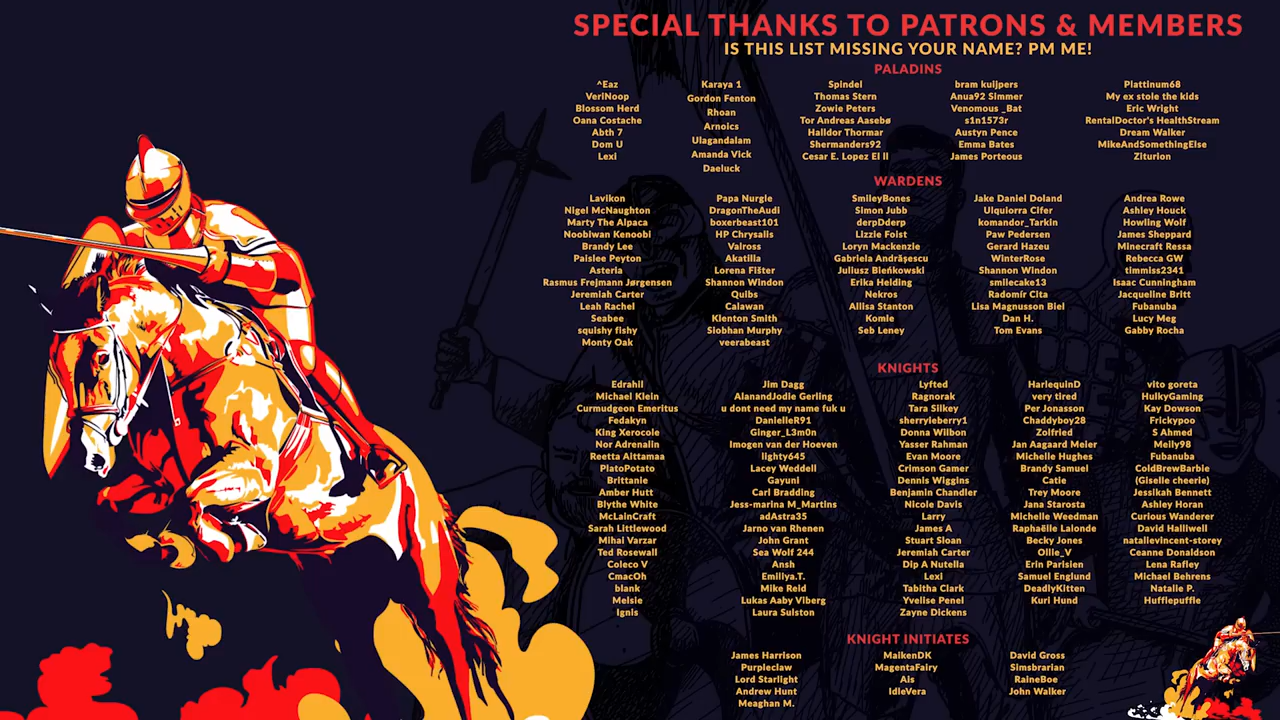 SPECIAL THANKS TO PATRONS & MEMBERS
IS THIS LIST MISSING YOUR NAME? PM ME!
PALADINS
^Eaz
VeriNoop
Blossom Herd
Oana Costache
Abth 7
Dom U
Lexi
Karaya 1
Gordon Fenton
Rhoan
Arnoics
Ulagandalam
Amanda Vick
Daeluck
Spindel
Thomas Stern
Zowie Peters
Tor Andreas Aasebø
Halldor Thormar
Shermanders92
Cesar E. Lopez El II
bram kuijpers
Anua92 Simmer
Venomous _Bat
s1n1573r
Austyn Pence
Emma Bates
James Porteous
Plattinum68
My ex stole the kids
Eric Wright
RentalDoctor's HealthStream
Dream Walker
MikeAndSomethingElse
Ziturion
WARDENS
Lavikon
Nigel McNaughton
Marty The Alpaca
Noobiwan Kenoobi
Brandy Lee
Paislee Peyton
Asteria
Rasmus Frejmann Jørgensen
Jeremiah Carter
Leah Rachel
Seabee
squishy fishy
Monty Oak
Papa Nurgle
DragonTheAudi
boxerbeast101
HP Chrysalis
Valross
Akatilla
Lorena Fišter
Shannon Windon
Quibs
Calawan
Klenton Smith
Siobhan Murphy
veerabeast
SmileyBones
Simon Jubb
derpDderp
Lizzie Foist
Loryn Mackenzie
Gabriela Andrășescu
Juliusz Bieńkowski
Erika Helding
Nekros
Allisa Stanton
Komie
Seb Leney
Jake Daniel Doland
Ulquiorra Cifer
komandor_Tarkin
Paw Pedersen
Gerard Hazeu
WinterRose
Shannon Windon
smilecake13
Radomír Cita
Lisa Magnusson Biel
Dan H.
Tom Evans
Andrea Rowe
Ashley Houck
Howling Wolf
James Sheppard
Minecraft Ressa
Rebecca GW
timmiss2341
Isaac Cunningham
Jacqueline Britt
Fubanuba
Lucy Meg
Gabby Rocha
KNIGHTS
Edrahil
Michael Klein
Curmudgeon Emeritus
Fedakyn
King Xerocole
Nor Adrenalin
Reetta Aittamaa
PlatoPotato
Brittanie
Amber Hutt
Blythe White
McLainCraft
Sarah Littlewood
Mihai Varzar
Ted Rosewall
Coleco V
CmacOh
blank
Melsie
Ignis
Jim Dagg
AlanandJodie Gerling
u dont need my name fuk u
DanielleR91
Ginger_L3m0n
Imogen van der Hoeven
lighty645
Lacey Weddell
Gayuni
Cari Bradding
Jess-marina M_Martins
adAstra35
Jarno van Rhenen
John Grant
Sea Wolf 244
Ansh
Emiliya.T.
Mike Reid
Lukas Aaby Viberg
Laura Sulston
Lyfted
Ragnorak
Tara Silkey
sherryieberry1
Donna Wilbon
Yasser Rahman
Evan Moore
Crimson Gamer
Dennis Wiggins
Benjamin Chandler
Nicole Davis
Larry
James A
Stuart Sloan
Jeremiah Carter
Dip A Nutella
Lexi
Tabitha Clark
Yvelise Penel
Zayne Dickens
HarlequinD
very tired
Per Jonasson
Chaddyboy28
Zolfried
Jan Aagaard Meier
Michelle Hughes
Brandy Samuel
Catie
Trey Moore
Jana Starosta
Michelle Weedman
Raphaëlle Lalonde
Becky Jones
Ollie_V
Erin Parisien
Samuel Englund
DeadlyKitten
Kuri Hund
vito goreta
HulkyGaming
Kay Dowson
Frickypoo
S Ahmed
Melly98
Fubanuba
ColdBrewBarbie
(Giselle cheerie)
Jessikah Bennett
Ashley Horan
Curious Wanderer
David Halliwell
natalievincent-storey
Ceanne Donaldson
Lena Rafley
Michael Behrens
Natalie P.
Hufflepuffle
KNIGHT INITIATES
James Harrison
Purpleclaw
Lord Starlight
Andrew Hunt
Meaghan M.
MaikenDK
MagentaFairy
Ais
IdleVera
David Gross
Simsbrarian
RaineBoe
John Walker